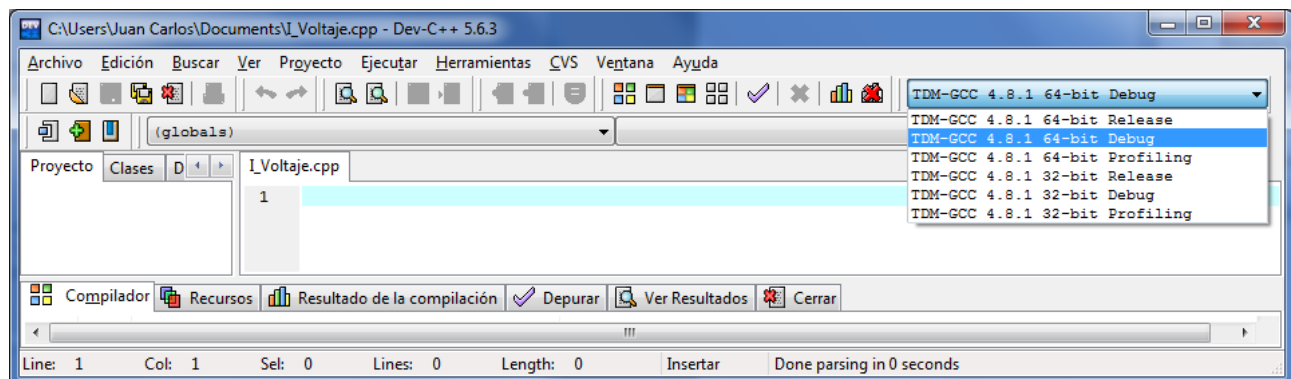 C:\Users\Juan Carlos\Documents\I_Voltaje.cpp - Dev-C++ 5.6.3
Archivo Edición Buscar Ver Proyecto Ejecutar Herramientas CVS Ventana Ayuda
TDM-GCC 4.8.1 64-bit Debug
TDM-GCC 4.8.1 64-bit Release
TDM-GCC 4.8.1 64-bit Debug
TDM-GCC 4.8.1 64-bit Profiling
TDM-GCC 4.8.1 32-bit Release
TDM-GCC 4.8.1 32-bit Debug
TDM-GCC 4.8.1 32-bit Profiling
(globals)
Proyecto Clases D I_Voltaje.cpp
1
Compilador Recursos Resultado de la compilación Depurar Ver Resultados Cerrar
Line: 1 Col: 1 Sel: 0 Lines: 0 Length: 0 Insertar Done parsing in 0 seconds